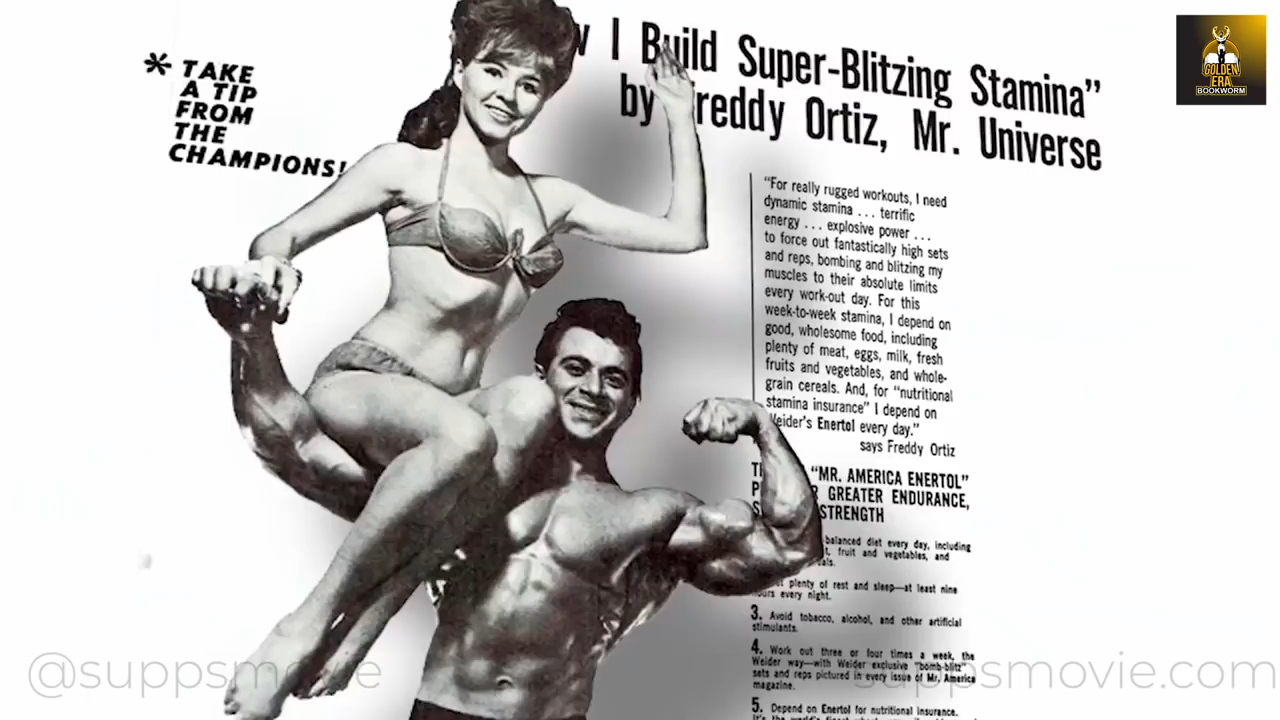 * TAKE
A TIP
FROM
THE
CHAMPIONS!
I Build Super-Blitzing Stamina”
by Freddy Ortiz, Mr. Universe
“For really rugged workouts, I need
dynamic stamina . . . terrific
energy . . . explosive power . . .
to force out fantastically high sets
and reps, bombing and blitzing my
muscles to their absolute limits
every work-out day. For this
week-to-week stamina, I depend on
good, wholesome food, including
plenty of meat, eggs, milk, fresh
fruits and vegetables, and whole-
grain cereals. And, for “nutritional
stamina insurance” I depend on
Weider's Enertol every day.”
says Freddy Ortiz
“MR. AMERICA ENERTOL”
GREATER ENDURANCE,
STRENGTH
balanced diet every day, including
fruit and vegetables, and
plenty of rest and sleep—at least nine
hours every night.
3. Avoid tobacco, alcohol, and other artificial
stimulants.
4. Work out three or four times a week, the
Weider way—with Weider exclusive “bomb-blitz”
sets and reps pictured in every issue of Mr. America
magazine.
5. Depend on Enertol for nutritional insurance.
GOLDEN
ERA
BOOKWORM
@suppsmovie
suppsmovie.com